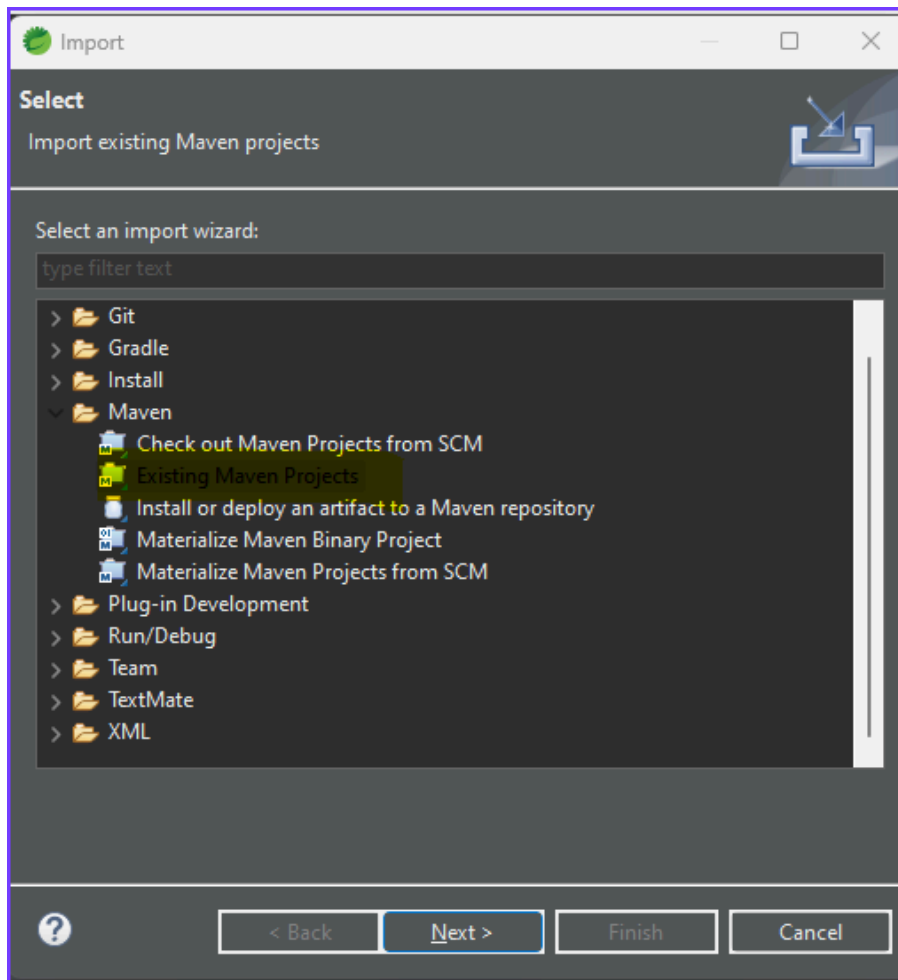 Import
Select
Import existing Maven projects
Select an import wizard:
type filter text
Git
Gradle
Install
Maven
Check out Maven Projects from SCM
Existing Maven Projects
Install or deploy an artifact to a Maven repository
Materialize Maven Binary Project
Materialize Maven Projects from SCM
Plug-in Development
Run/Debug
Team
TextMate
XML
? < Back Next > Finish Cancel